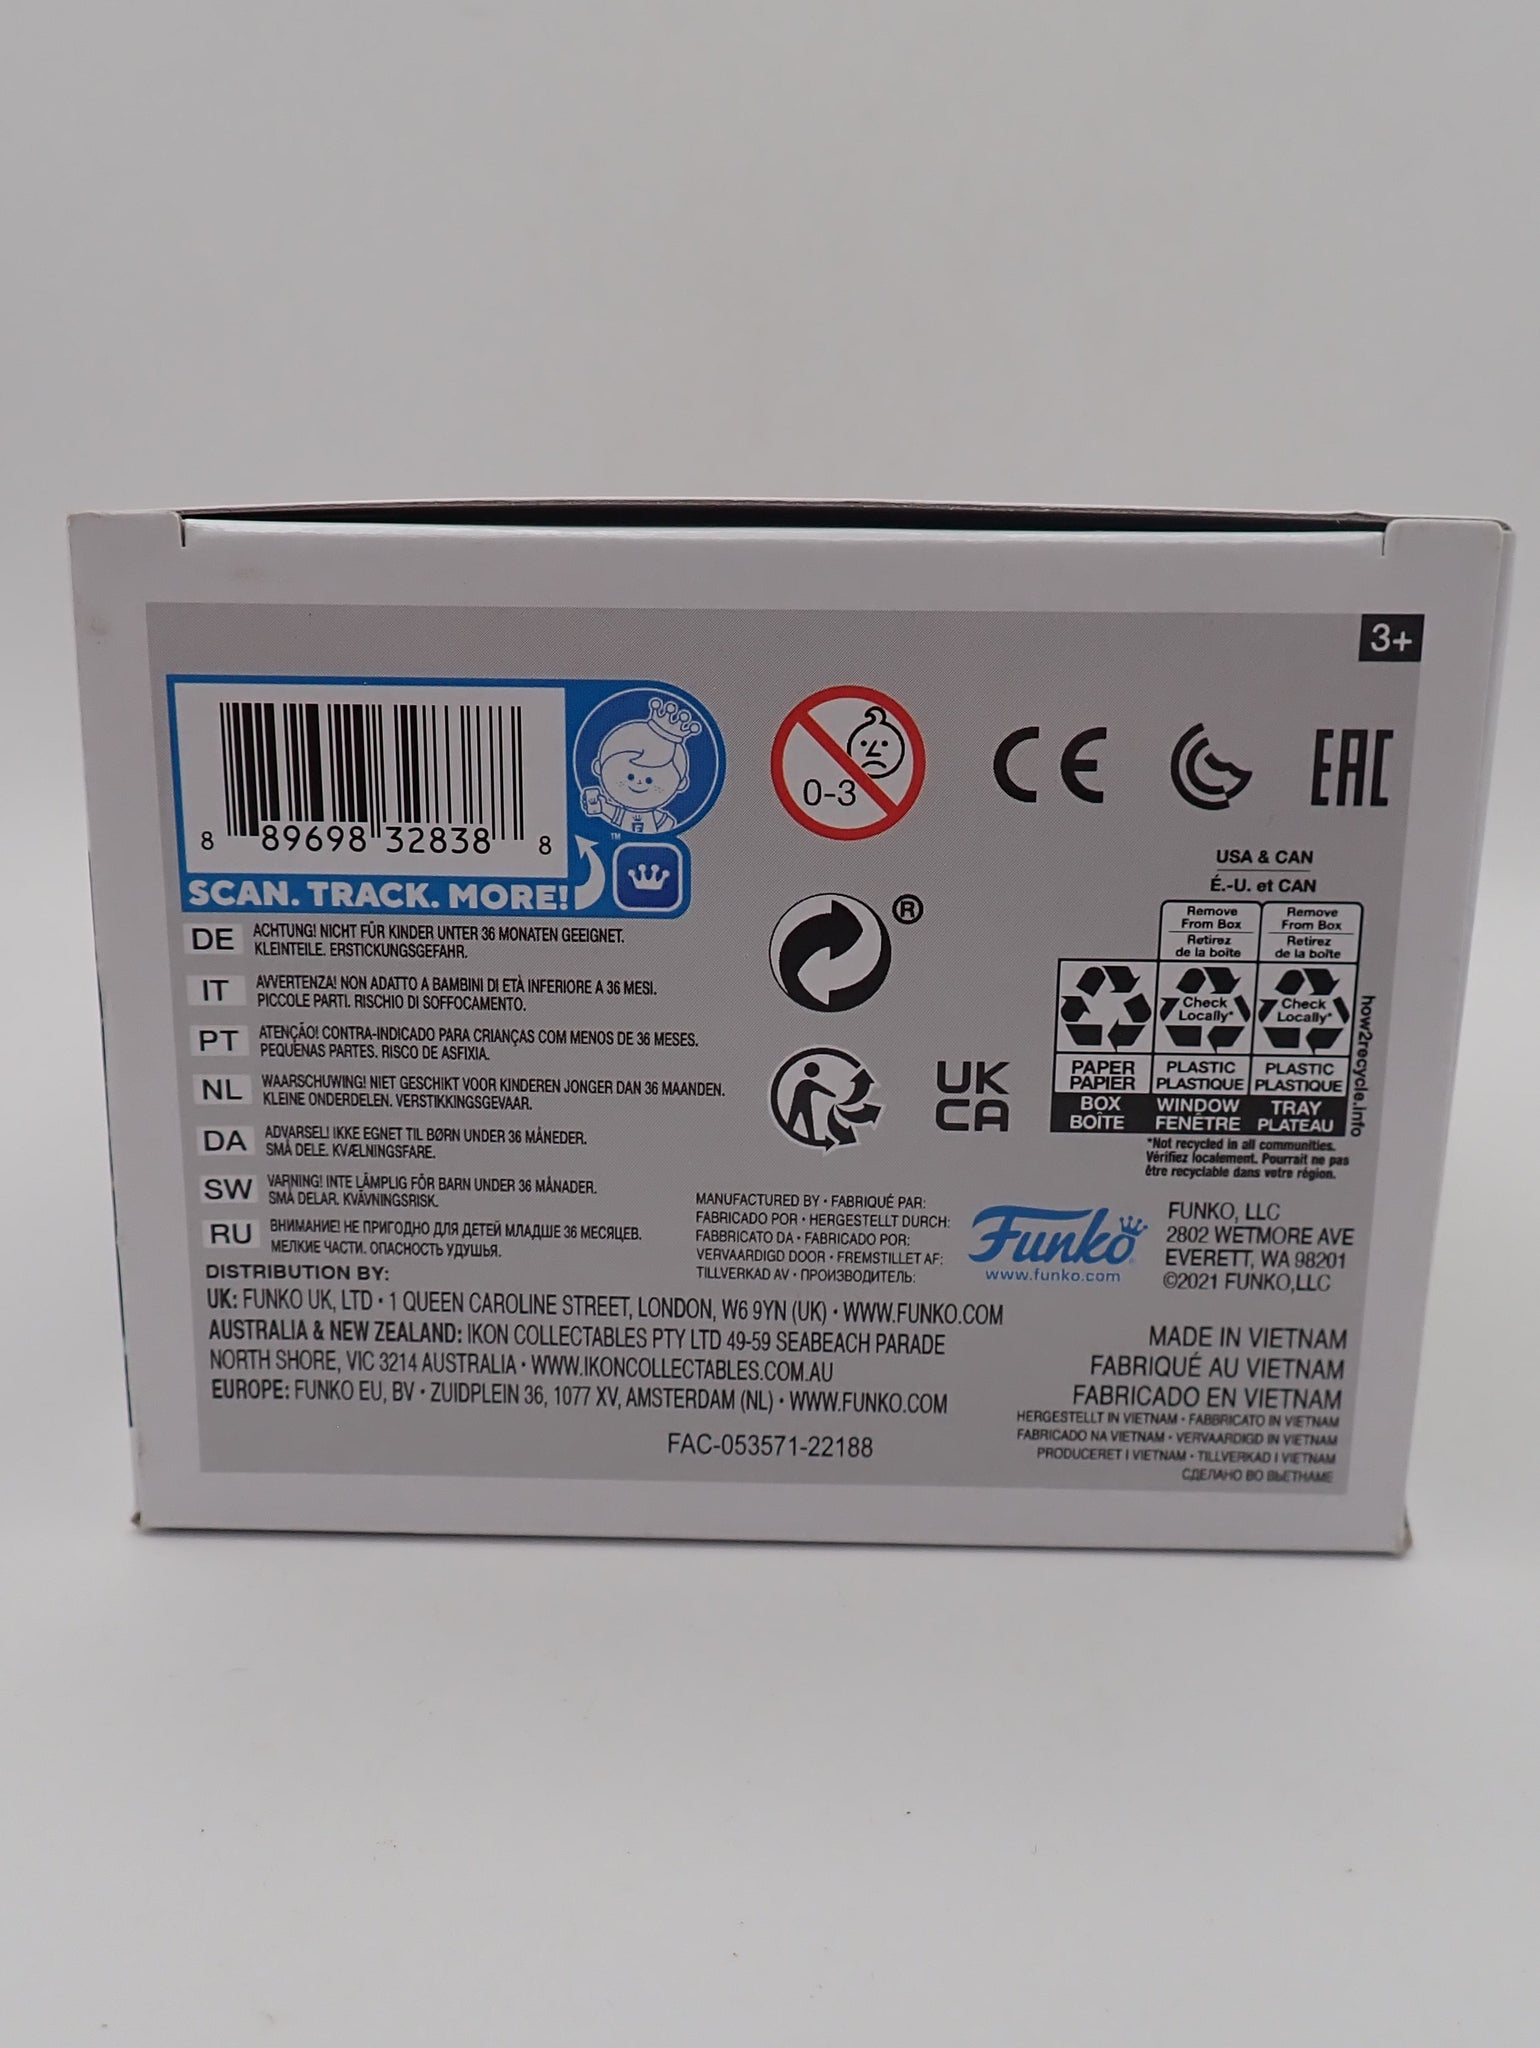 3+
8 89698 32838 8
™
SCAN. TRACK. MORE!
0-3
CE
EAC
USA & CAN
É.-U. et CAN
Remove From Box
Retirez de la boîte
Remove From Box
Retirez de la boîte
Check Locally*
Check Locally*
PAPER PAPIER
PLASTIC PLASTIQUE
PLASTIC PLASTIQUE
BOX BOÎTE
WINDOW FENÊTRE
TRAY PLATEAU
how2recycle.info
*Not recycled in all communities.
Vérifiez localement. Pourrait ne pas
être recyclable dans votre région.
®
UK
CA
DE ACHTUNG! NICHT FÜR KINDER UNTER 36 MONATEN GEEIGNET.
KLEINTEILE. ERSTICKUNGSGEFAHR.
IT AVVERTENZA! NON ADATTO A BAMBINI DI ETÀ INFERIORE A 36 MESI.
PICCOLE PARTI. RISCHIO DI SOFFOCAMENTO.
PT ATENÇÃO! CONTRA-INDICADO PARA CRIANÇAS COM MENOS DE 36 MESES.
PEQUENAS PARTES. RISCO DE ASFIXIA.
NL WAARSCHUWING! NIET GESCHIKT VOOR KINDEREN JONGER DAN 36 MAANDEN.
KLEINE ONDERDELEN. VERSTIKKINGSGEVAAR.
DA ADVARSEL! IKKE EGNET TIL BØRN UNDER 36 MÅNEDER.
SMÅ DELE. KVÆLNINGSFARE.
SW VARNING! INTE LÄMPLIG FÖR BARN UNDER 36 MÅNADER.
SMÅ DELAR. KVÄVNINGSRISK.
RU ВНИМАНИЕ! НЕ ПРИГОДНО ДЛЯ ДЕТЕЙ МЛАДШЕ 36 МЕСЯЦЕВ.
МЕЛКИЕ ЧАСТИ. ОПАСНОСТЬ УДУШЬЯ.
MANUFACTURED BY • FABRIQUÉ PAR:
FABRICADO POR • HERGESTELLT DURCH:
FABBRICATO DA • FABRICADO POR:
VERVAARDIGD DOOR • FREMSTILLET AF:
TILLVERKAD AV • ПРОИЗВОДИТЕЛЬ:
Funko
www.funko.com
FUNKO, LLC
2802 WETMORE AVE
EVERETT, WA 98201
©2021 FUNKO,LLC
DISTRIBUTION BY:
UK: FUNKO UK, LTD • 1 QUEEN CAROLINE STREET, LONDON, W6 9YN (UK) • WWW.FUNKO.COM
AUSTRALIA & NEW ZEALAND: IKON COLLECTABLES PTY LTD 49-59 SEABEACH PARADE
NORTH SHORE, VIC 3214 AUSTRALIA • WWW.IKONCOLLECTABLES.COM.AU
EUROPE: FUNKO EU, BV • ZUIDPLEIN 36, 1077 XV, AMSTERDAM (NL) • WWW.FUNKO.COM
FAC-053571-22188
MADE IN VIETNAM
FABRIQUÉ AU VIETNAM
FABRICADO EN VIETNAM
HERGESTELLT IN VIETNAM • FABBRICATO IN VIETNAM
FABRICADO NA VIETNAM • VERVAARDIGD IN VIETNAM
PRODUCERET I VIETNAM • TILLVERKAD I VIETNAM
СДЕЛАНО ВО ВЬЕТНАМЕ